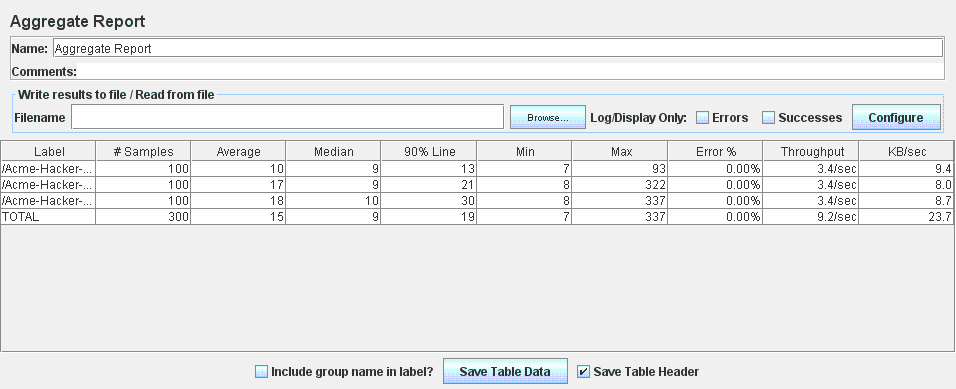 Aggregate Report
Name: Aggregate Report
Comments:
Write results to file / Read from file
Filename Browse... Log/Display Only: Errors Successes Configure
Label # Samples Average Median 90% Line Min Max Error % Throughput KB/sec
/Acme-Hacker-... 100 10 9 13 7 93 0.00% 3.4/sec 9.4
/Acme-Hacker-... 100 17 9 21 8 322 0.00% 3.4/sec 8.0
/Acme-Hacker-... 100 18 10 30 8 337 0.00% 3.4/sec 8.7
TOTAL 300 15 9 19 7 337 0.00% 9.2/sec 23.7
Include group name in label? Save Table Data Save Table Header